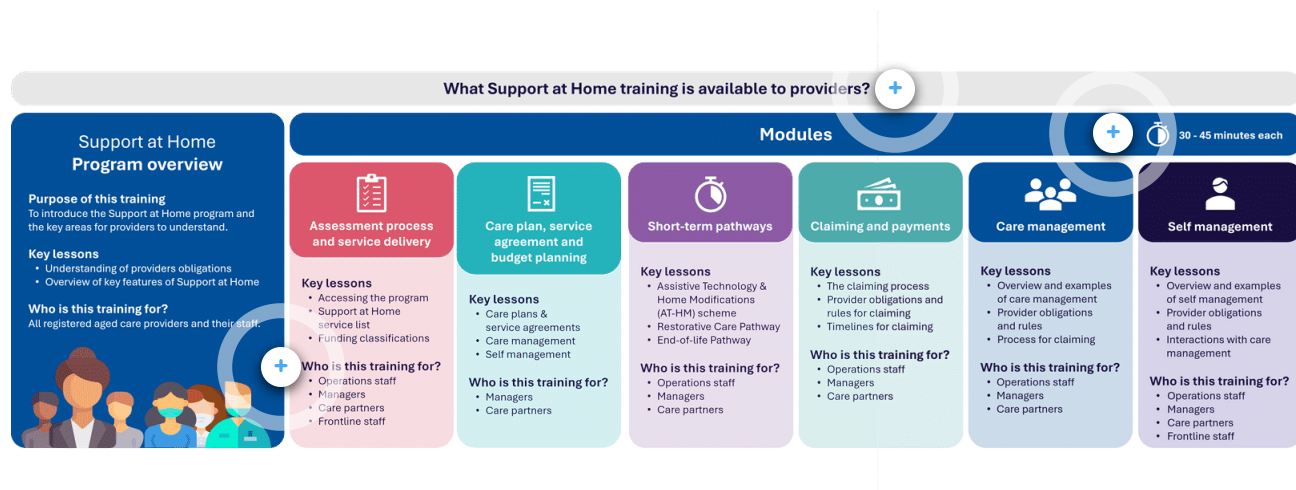 What Support at Home training is available to providers?
Support at Home
Program overview
Purpose of this training
To introduce the Support at Home program and
the key areas for providers to understand.
Key lessons
• Understanding of providers obligations
• Overview of key features of Support at Home
Who is this training for?
All registered aged care providers and their staff.
Modules
30 - 45 minutes each
Assessment process
and service delivery
Key lessons
• Accessing the program
• Support at Home
service list
• Funding classifications
Who is this training for?
• Operations staff
• Managers
• Care partners
• Frontline staff
Care plan, service
agreement and
budget planning
Key lessons
• Care plans &
service agreements
• Care management
• Self management
Who is this training for?
• Managers
• Care partners
Short-term pathways
Key lessons
• Assistive Technology &
Home Modifications
(AT-HM) scheme
• Restorative Care Pathway
• End-of-life Pathway
Who is this training for?
• Operations staff
• Managers
• Care partners
Claiming and payments
Key lessons
• The claiming process
• Provider obligations and
rules for claiming
• Timelines for claiming
Who is this training for?
• Operations staff
• Managers
• Care partners
Care management
Key lessons
• Overview and examples
of care management
• Provider obligations
and rules
• Process for claiming
Who is this training for?
• Operations staff
• Managers
• Care partners
Self management
Key lessons
• Overview and examples
of self management
• Provider obligations
and rules
• Interactions with care
management
Who is this training for?
• Operations staff
• Managers
• Care partners
• Frontline staff